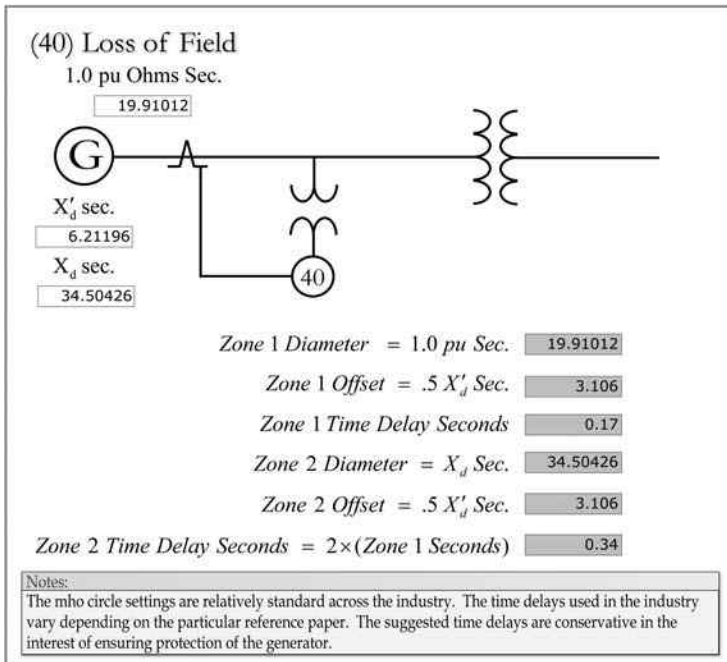 (40) Loss of Field
1.0 pu Ohms Sec.
19.91012
G
X'd sec.
6.21196
Xd sec.
34.50426
40
Zone 1 Diameter = 1.0 pu Sec. 19.91012
Zone 1 Offset = .5 X'd Sec. 3.106
Zone 1 Time Delay Seconds 0.17
Zone 2 Diameter = Xd Sec. 34.50426
Zone 2 Offset = .5 X'd Sec. 3.106
Zone 2 Time Delay Seconds = 2×(Zone 1 Seconds) 0.34
Notes:
The mho circle settings are relatively standard across the industry. The time delays used in the industry
vary depending on the particular reference paper. The suggested time delays are conservative in the
interest of ensuring protection of the generator.